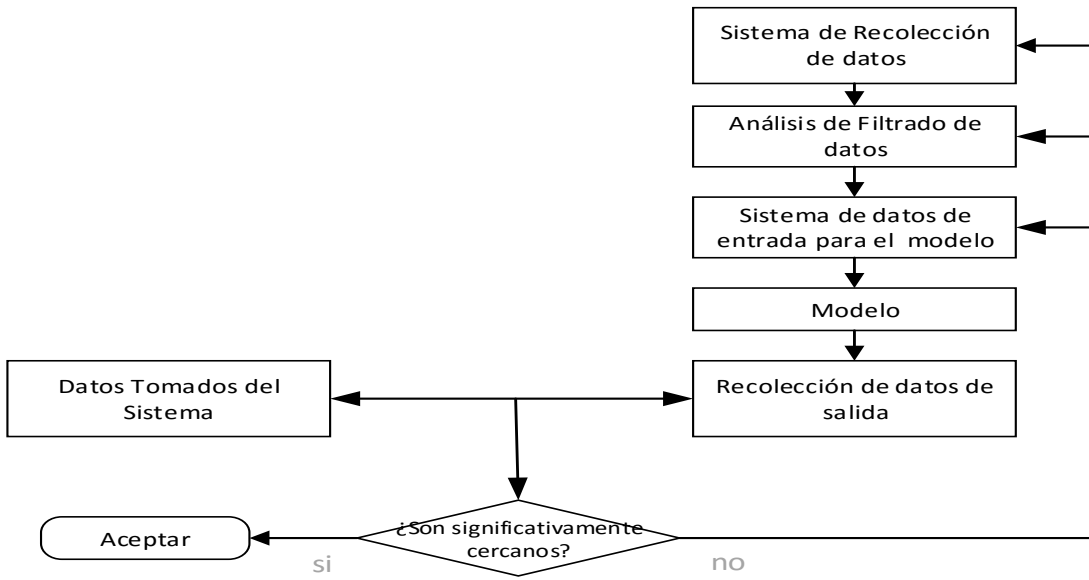 Sistema de Recolección
de datos
Análisis de Filtrado de
datos
Sistema de datos de
entrada para el modelo
Modelo
Datos Tomados del
Sistema
Recolección de datos de
salida
¿Son significativamente
cercanos?
Aceptar
si
no